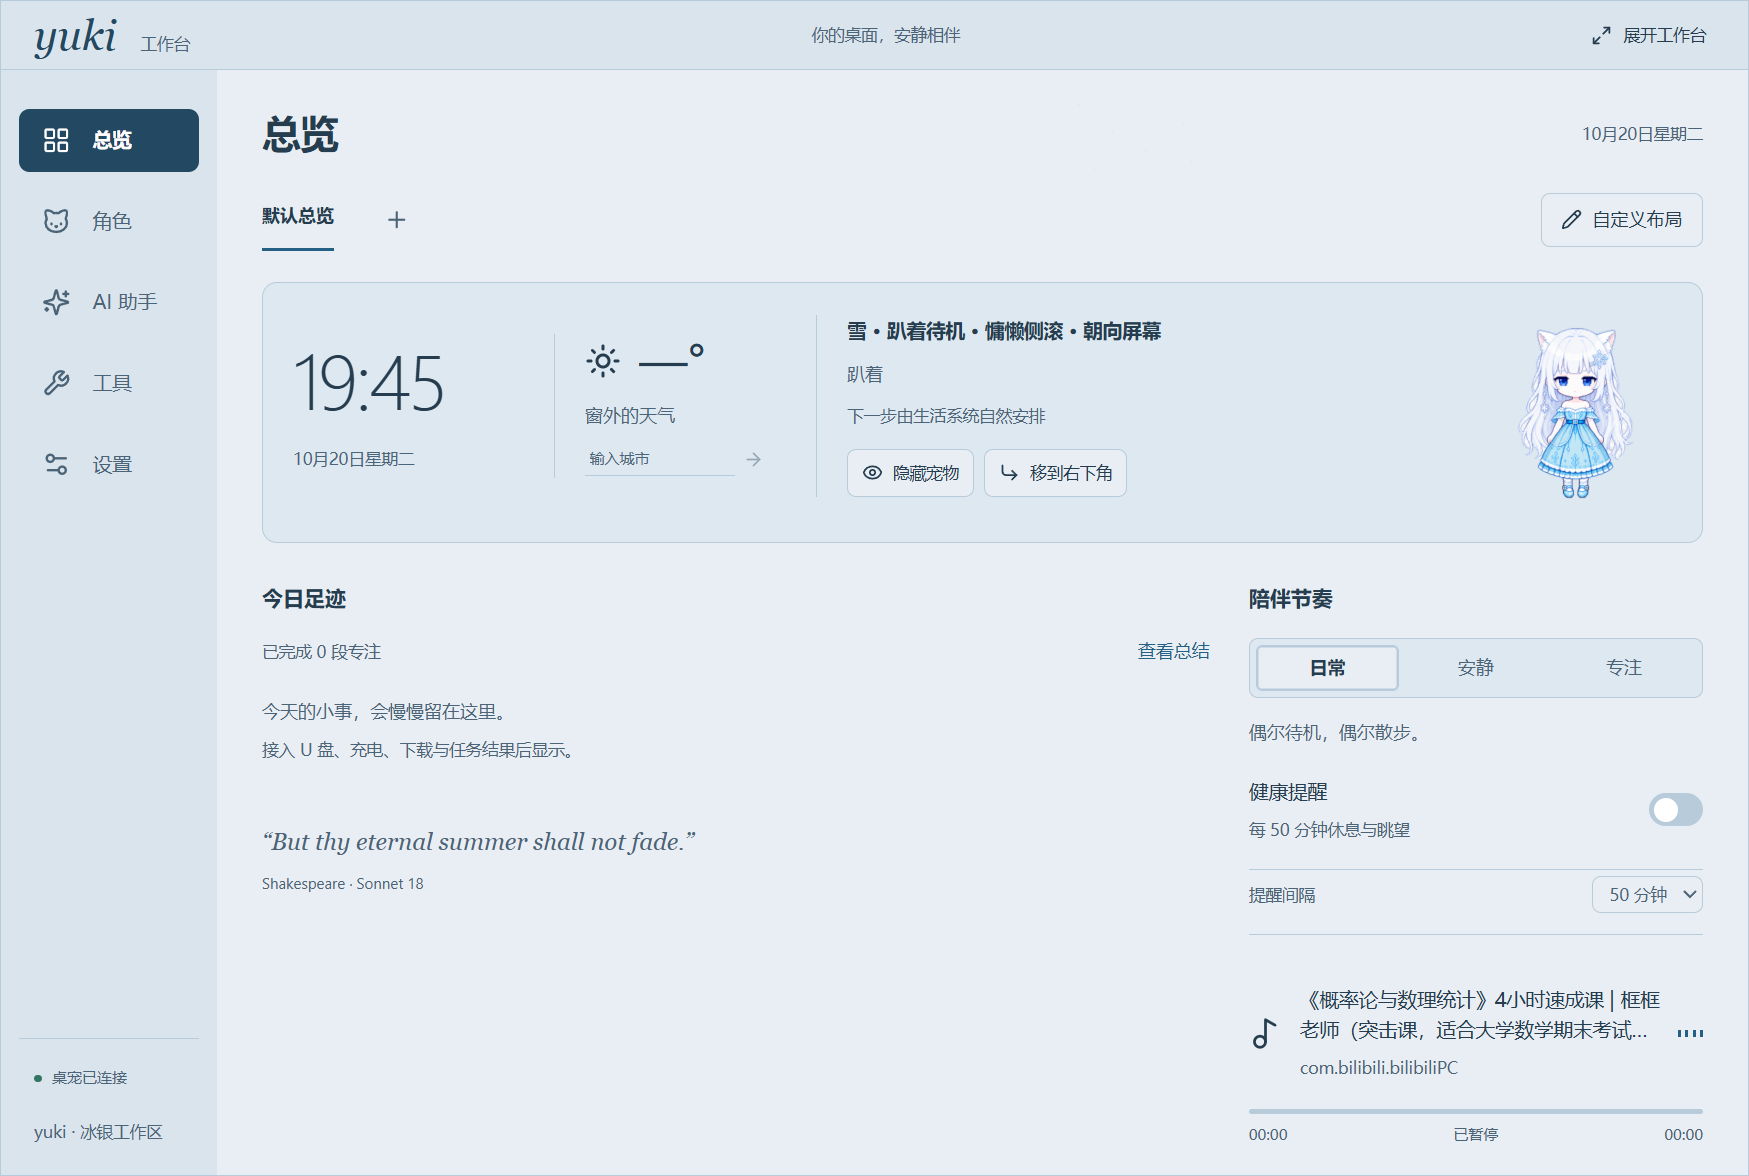 yuki 工作台
你的桌面，安静相伴
展开工作台
总览
角色
AI 助手
工具
设置
桌宠已连接
yuki · 冰银工作区
总览
10月20日星期二
默认总览
自定义布局
19:45
10月20日星期二
—°
窗外的天气
输入城市
雪・趴着待机・慵懒侧滚・朝向屏幕
趴着
下一步由生活系统自然安排
隐藏宠物
移到右下角
今日足迹
已完成 0 段专注
查看总结
今天的小事，会慢慢留在这里。
接入 U 盘、充电、下载与任务结果后显示。
“But thy eternal summer shall not fade.”
Shakespeare · Sonnet 18
陪伴节奏
日常
安静
专注
偶尔待机，偶尔散步。
健康提醒
每 50 分钟休息与眺望
提醒间隔
50 分钟
《概率论与数理统计》4小时速成课 | 框框
老师（突击课，适合大学数学期末考试...
com.bilibili.bilibiliPC
00:00
已暂停
00:00